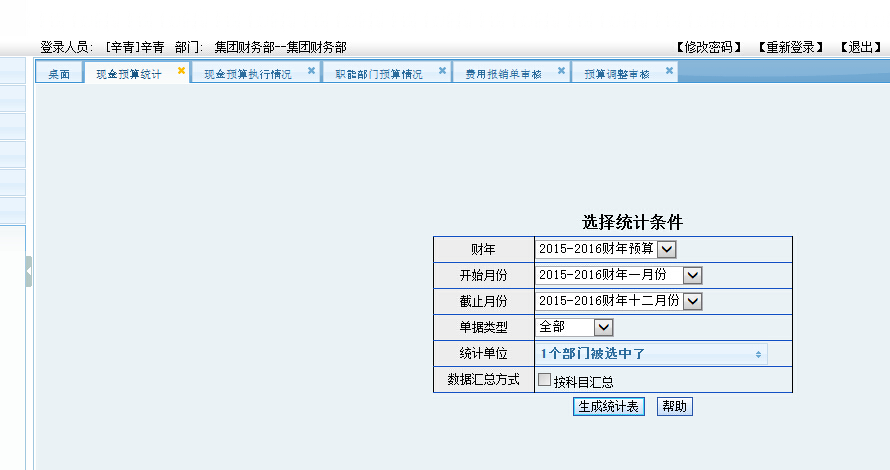 登录人员： [辛青]辛青 部门： 集团财务部--集团财务部 【修改密码】 【重新登录】 【退出】
桌面 现金预算统计 现金预算执行情况 职能部门预算情况 费用报销单审核 预算调整审核
选择统计条件
财年 2015-2016财年预算
开始月份 2015-2016财年一月份
截止月份 2015-2016财年十二月份
单据类型 全部
统计单位 1个部门被选中了
数据汇总方式 按科目汇总
生成统计表 帮助